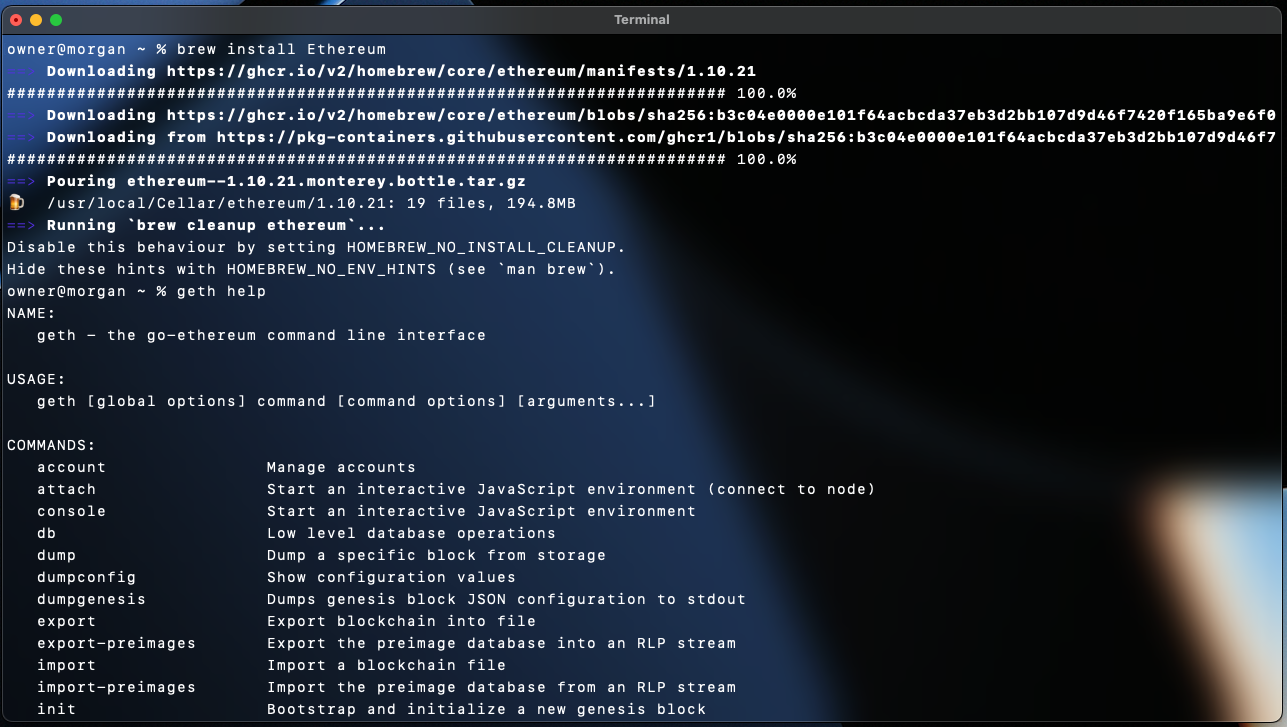 Terminal
owner@morgan ~ % brew install Ethereum
==> Downloading https://ghcr.io/v2/homebrew/core/ethereum/manifests/1.10.21
######################################################################## 100.0%
==> Downloading https://ghcr.io/v2/homebrew/core/ethereum/blobs/sha256:b3c04e0000e101f64acbcda37eb3d2bb107d9d46f7420f165ba9e6f0
==> Downloading from https://pkg-containers.githubusercontent.com/ghcr1/blobs/sha256:b3c04e0000e101f64acbcda37eb3d2bb107d9d46f7
######################################################################## 100.0%
==> Pouring ethereum--1.10.21.monterey.bottle.tar.gz
🍺  /usr/local/Cellar/ethereum/1.10.21: 19 files, 194.8MB
==> Running `brew cleanup ethereum`...
Disable this behaviour by setting HOMEBREW_NO_INSTALL_CLEANUP.
Hide these hints with HOMEBREW_NO_ENV_HINTS (see `man brew`).
owner@morgan ~ % geth help
NAME:
   geth - the go-ethereum command line interface
USAGE:
   geth [global options] command [command options] [arguments...]
COMMANDS:
   account                Manage accounts
   attach                 Start an interactive JavaScript environment (connect to node)
   console                Start an interactive JavaScript environment
   db                     Low level database operations
   dump                   Dump a specific block from storage
   dumpconfig             Show configuration values
   dumpgenesis            Dumps genesis block JSON configuration to stdout
   export                 Export blockchain into file
   export-preimages       Export the preimage database into an RLP stream
   import                 Import a blockchain file
   import-preimages       Import the preimage database from an RLP stream
   init                   Bootstrap and initialize a new genesis block